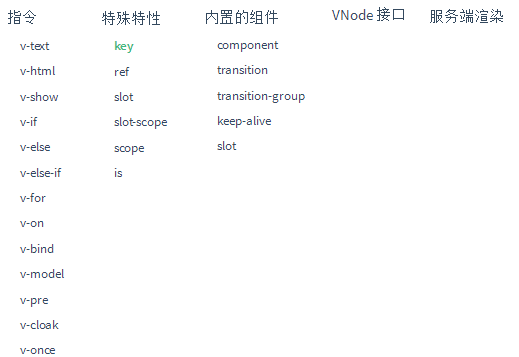 指令
v-text
v-html
v-show
v-if
v-else
v-else-if
v-for
v-on
v-bind
v-model
v-pre
v-cloak
v-once
特殊特性
key
ref
slot
slot-scope
scope
is
内置的组件
component
transition
transition-group
keep-alive
slot
VNode 接口
服务端渲染